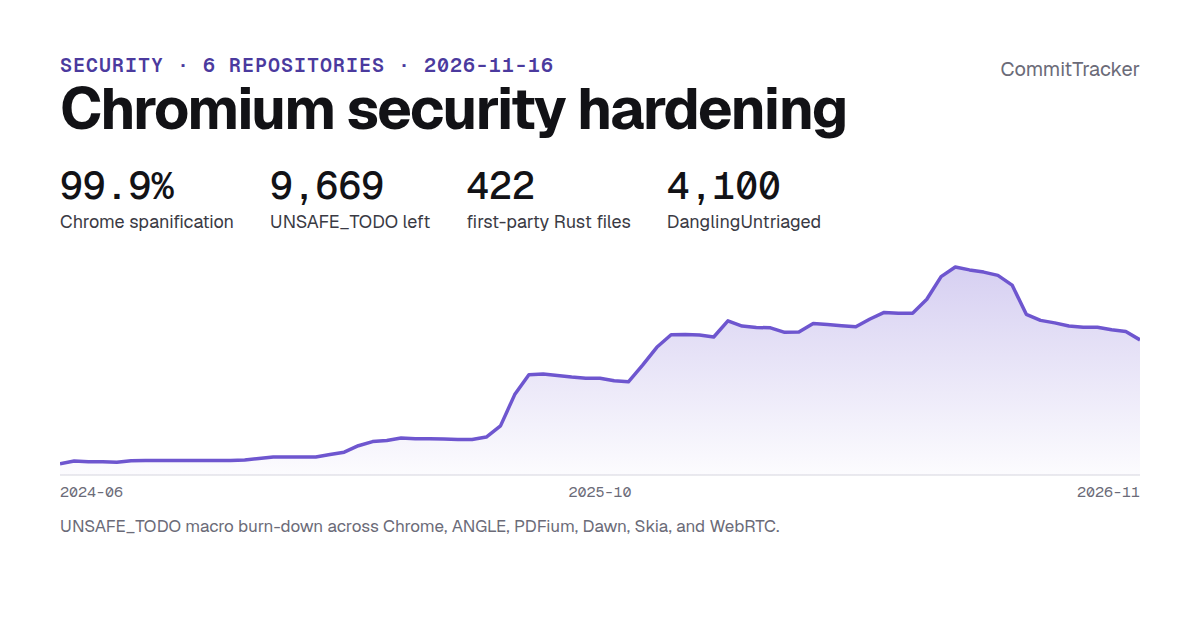 SECURITY · 6 REPOSITORIES · 2026-11-16
CommitTracker
Chromium security hardening
99.9%
Chrome spanification
9,669
UNSAFE_TODO left
422
first-party Rust files
4,100
DanglingUntriaged
2024-06
2025-10
2026-11
UNSAFE_TODO macro burn-down across Chrome, ANGLE, PDFium, Dawn, Skia, and WebRTC.